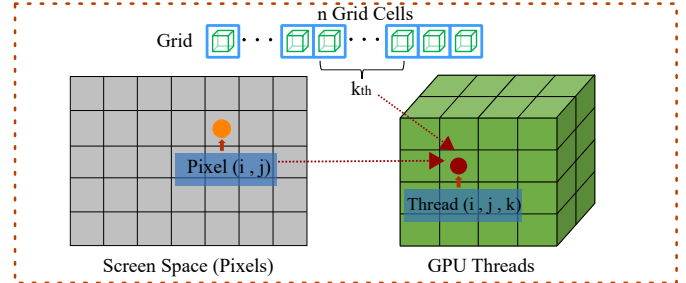 n Grid Cells
Grid
kth
Pixel (i , j)
Thread (i , j , k)
Screen Space (Pixels)
GPU Threads